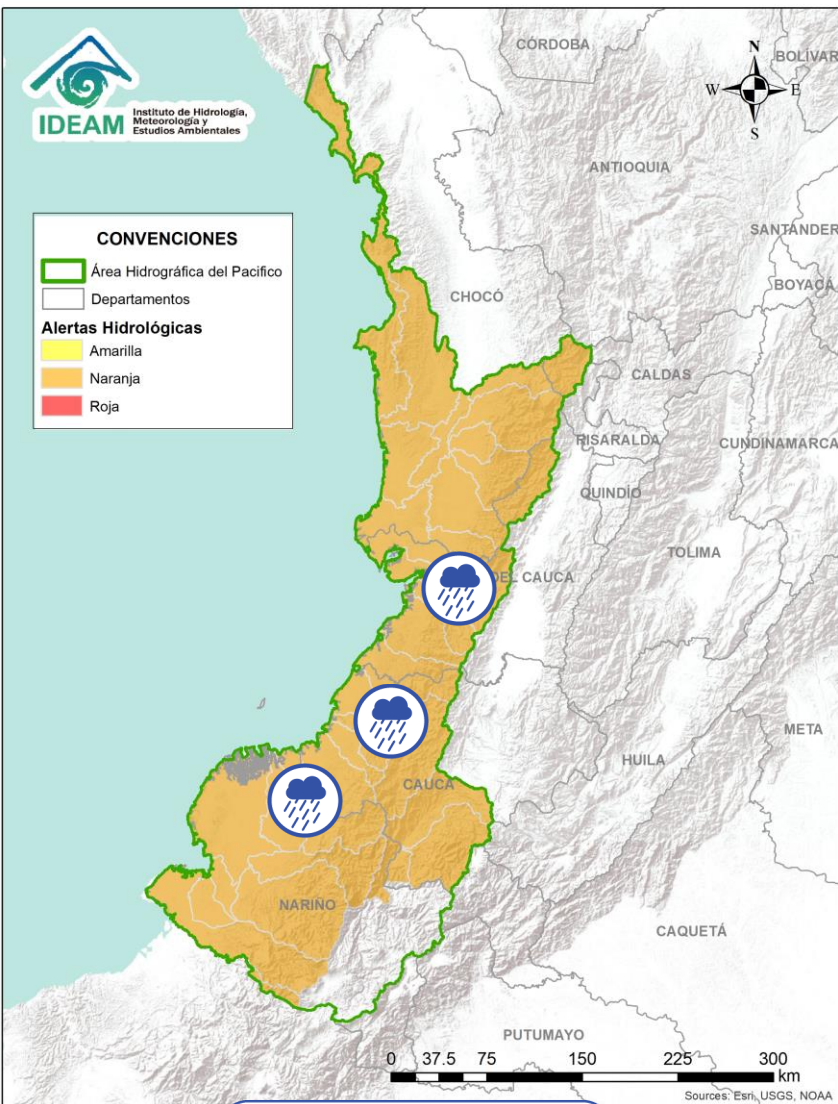 CÓRDOBA
BOLÍVAR
N
W E
S
IDEAM
Instituto de Hidrología,
Meteorología y
Estudios Ambientales
ANTIOQUIA
SANTANDER
CONVENCIONES
Área Hidrográfica del Pacifico
Departamentos
Alertas Hidrológicas
Amarilla
Naranja
Roja
BOYACÁ
CHOCÓ
CALDAS
RISARALDA
CUNDINAMARCA
QUINDÍO
TOLIMA
DEL CAUCA
META
HUILA
CAUCA
NARIÑO
CAQUETÁ
PUTUMAYO
0 37.5 75 150 225 300
km
Sources: Esri, USGS, NOAA